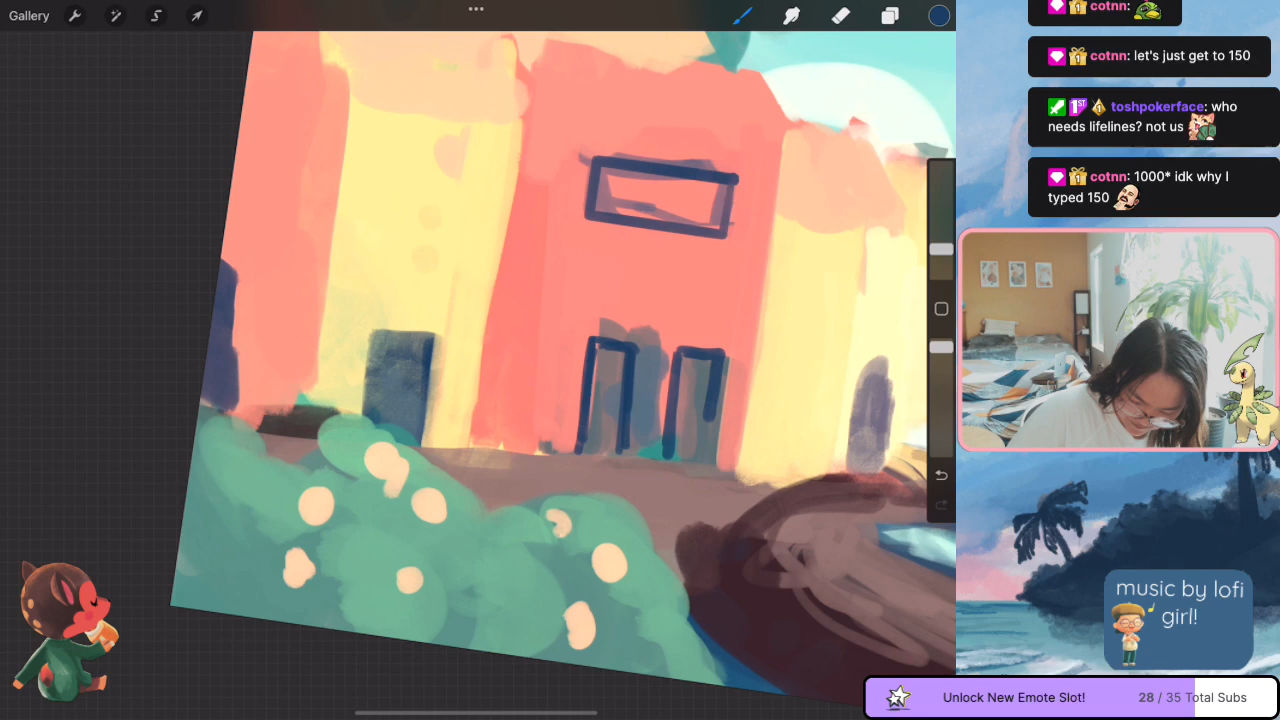 Gallery
cotnn:
cotnn: let's just get to 150
toshpokerface: who
needs lifelines? not us
cotnn: 1000* idk why I
typed 150
music by lofi
girl!
Unlock New Emote Slot! 28 / 35 Total Subs